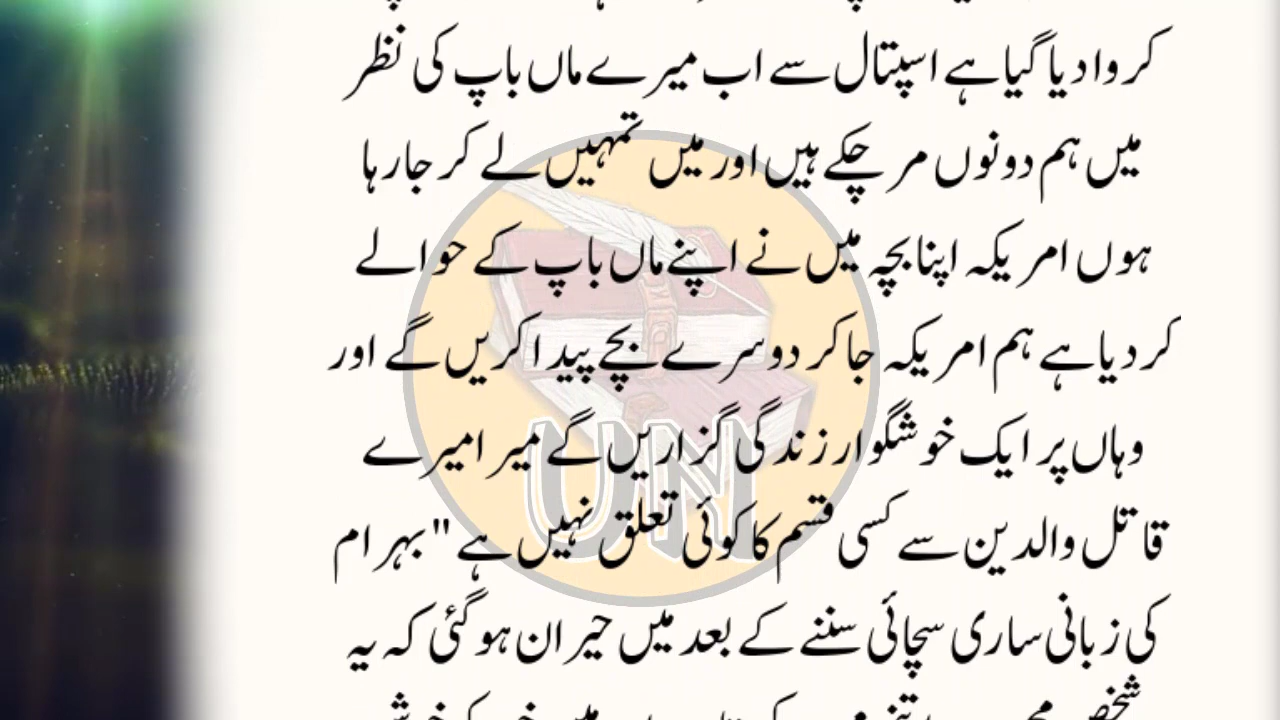 کروا دیا گیا ہے اسپتال سے اب میرے ماں باپ کی نظر
میں ہم دونوں مر چکے ہیں اور میں تمہیں لے کر جا رہا
ہوں امریکہ اپنا بچہ میں نے اپنے ماں باپ کے حوالے
کر دیا ہے ہم امریکہ جا کر دوسرے بچے پیدا کریں گے اور
وہاں پر ایک خوشگوار زندگی گزاریں گے میرا میرے
قاتل والدین سے کسی قسم کا کوئی تعلق نہیں ہے " بہرام
کی زبانی ساری سچائی سننے کے بعد میں حیران ہو گئی کہ یہ
UN